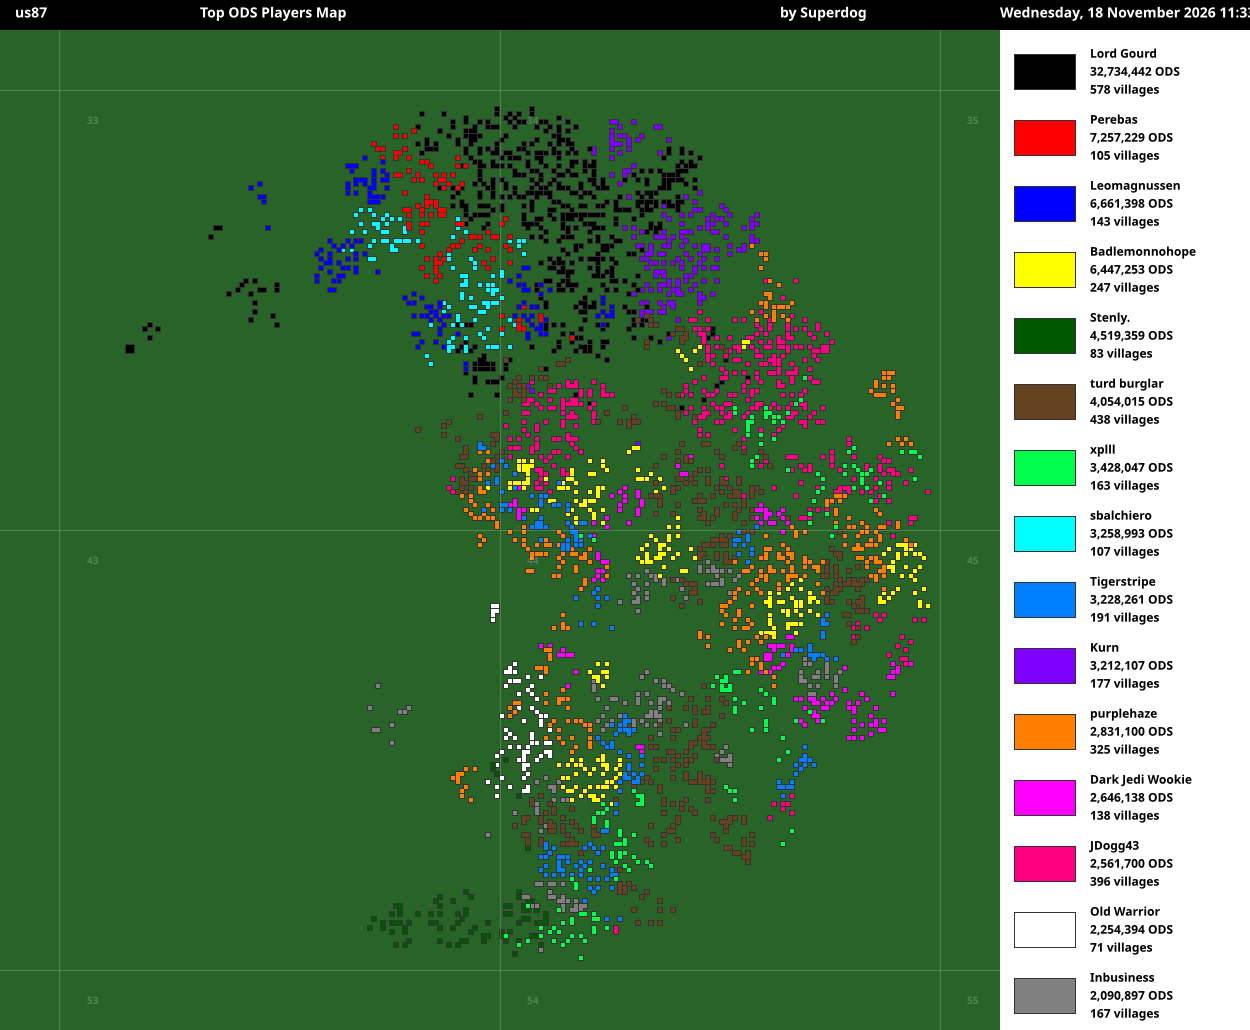 us87 Top ODS Players Map by Superdog Wednesday, 18 November 2026 11:3
Lord Gourd
32,734,442 ODS
578 villages
Perebas
7,257,229 ODS
105 villages
Leomagnussen
6,661,398 ODS
143 villages
Badlemonnohope
6,447,253 ODS
247 villages
Stenly.
4,519,359 ODS
83 villages
turd burglar
4,054,015 ODS
438 villages
xplll
3,428,047 ODS
163 villages
sbalchiero
3,258,993 ODS
107 villages
Tigerstripe
3,228,261 ODS
191 villages
Kurn
3,212,107 ODS
177 villages
purplehaze
2,831,100 ODS
325 villages
Dark Jedi Wookie
2,646,138 ODS
138 villages
JDogg43
2,561,700 ODS
396 villages
Old Warrior
2,254,394 ODS
71 villages
Inbusiness
2,090,897 ODS
167 villages
33 35
43 44 45
53 54 55